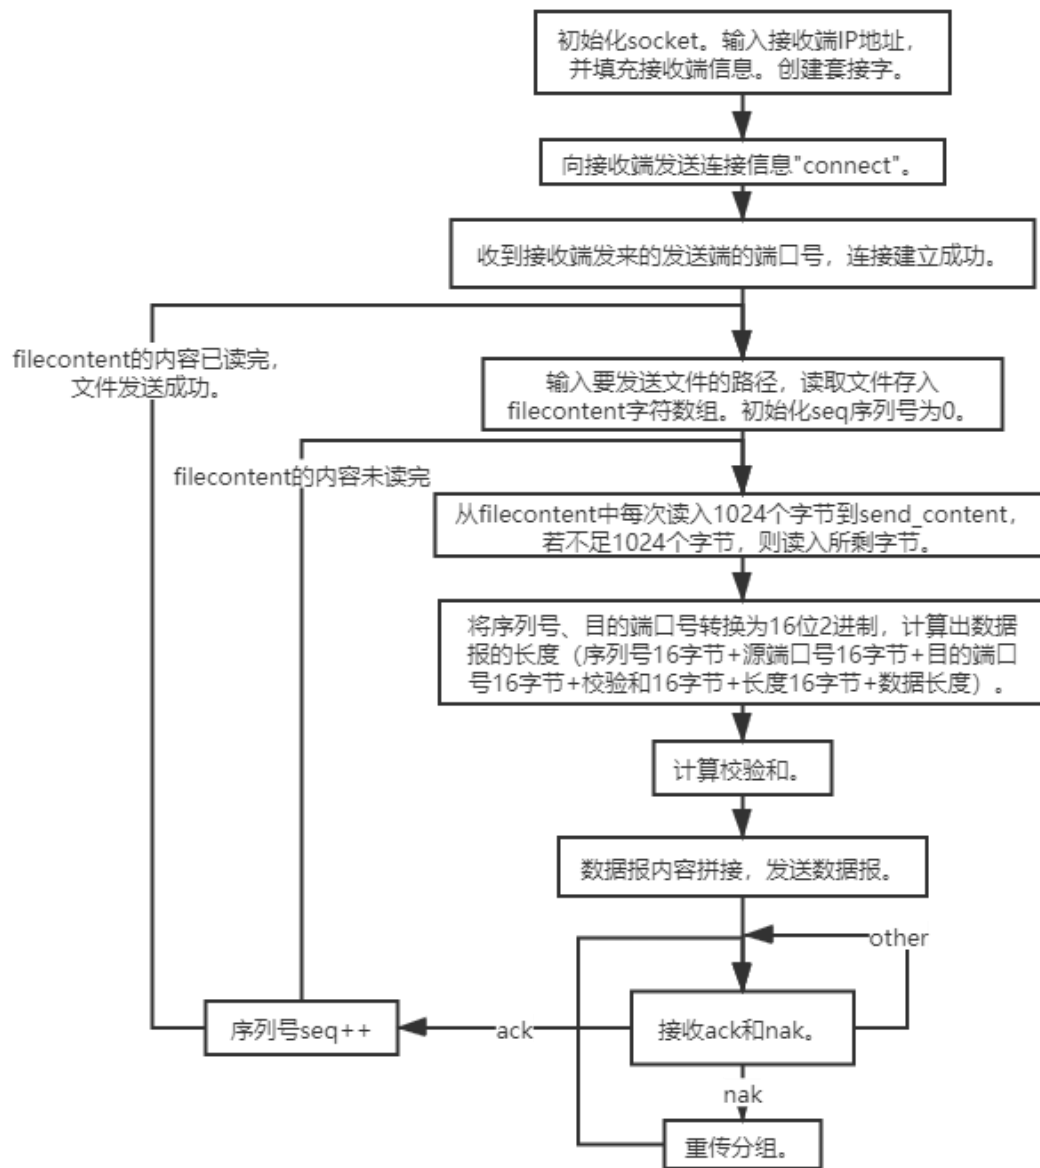 初始化socket。输入接收端IP地址，
并填充接收端信息。创建套接字。
向接收端发送连接信息"connect"。
收到接收端发来的发送端的端口号，连接建立成功。
filecontent的内容已读完，
文件发送成功。
输入要发送文件的路径，读取文件存入
filecontent字符数组。初始化seq序列号为0。
filecontent的内容未读完
从filecontent中每次读入1024个字节到send_content，
若不足1024个字节，则读入所剩字节。
将序列号、目的端口号转换为16位2进制，计算出数据
报的长度（序列号16字节+源端口号16字节+目的端口
号16字节+校验和16字节+长度16字节+数据长度）。
计算校验和。
数据报内容拼接，发送数据报。
other
序列号seq++
ack
接收ack和nak。
nak
重传分组。